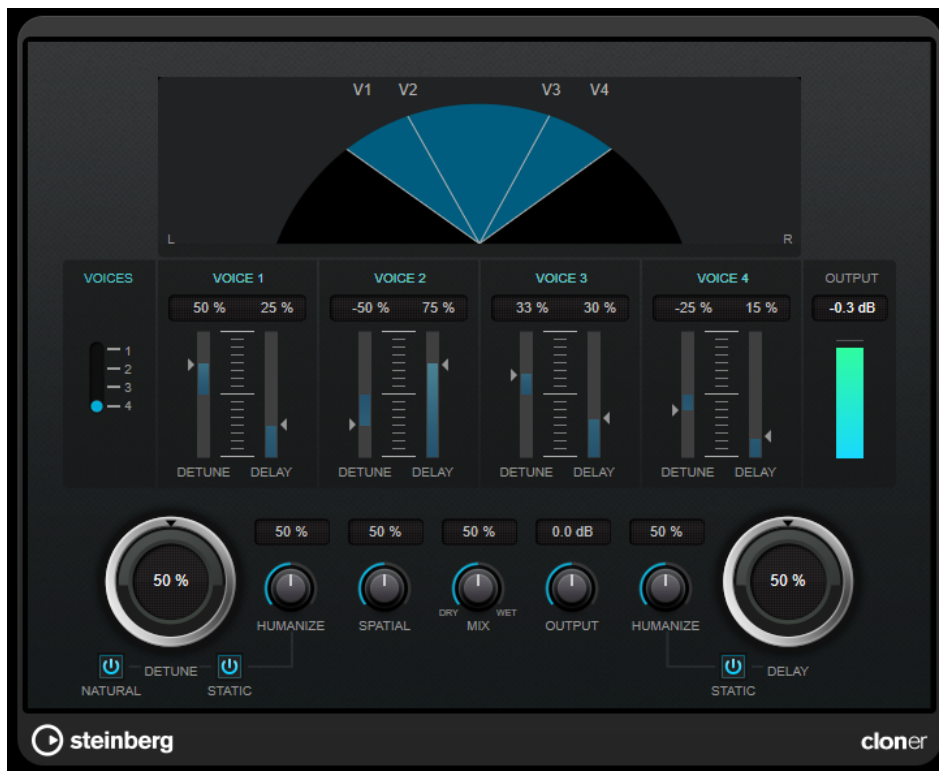 V1 V2 V3 V4
L R
VOICES VOICE 1 VOICE 2 VOICE 3 VOICE 4 OUTPUT
50 % 25 % -50 % 75 % 33 % 30 % -25 % 15 % -0.3 dB
1
2
3
4
DETUNE DELAY DETUNE DELAY DETUNE DELAY DETUNE DELAY
50 % 50 % 50 % 0.0 dB 50 %
50 % 50 %
DRY WET
HUMANIZE SPATIAL MIX OUTPUT HUMANIZE
DETUNE DELAY
NATURAL STATIC STATIC
steinberg cloner